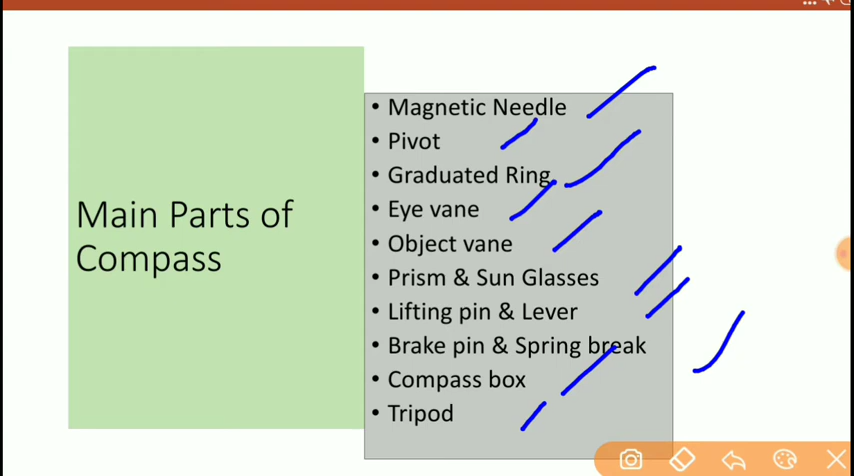 Main Parts of
Compass
• Magnetic Needle
• Pivot
• Graduated Ring
• Eye vane
• Object vane
• Prism & Sun Glasses
• Lifting pin & Lever
• Brake pin & Spring break
• Compass box
• Tripod